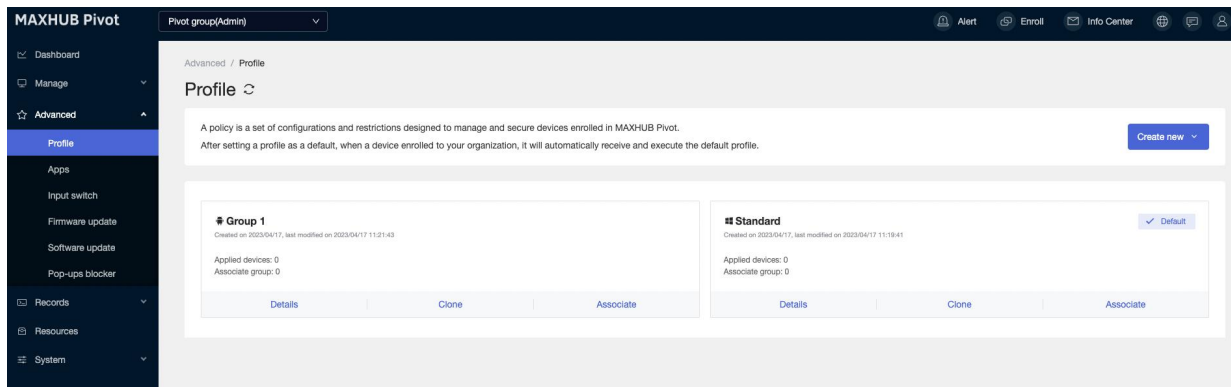 MAXHUB Pivot
Pivot group(Admin)
Alert
Enroll
Info Center
Dashboard
Manage
Advanced
Profile
Apps
Input switch
Firmware update
Software update
Pop-ups blocker
Records
Resources
System
Advanced / Profile
Profile
A policy is a set of configurations and restrictions designed to manage and secure devices enrolled in MAXHUB Pivot.
After setting a profile as a default, when a device enrolled to your organization, it will automatically receive and execute the default profile.
Create new
Group 1
Created on 2023/04/17, last modified on 2023/04/17 11:21:43
Applied devices: 0
Associate group: 0
Details
Clone
Associate
Standard
Default
Created on 2023/04/17, last modified on 2023/04/17 11:19:41
Applied devices: 0
Associate group: 0
Details
Clone
Associate